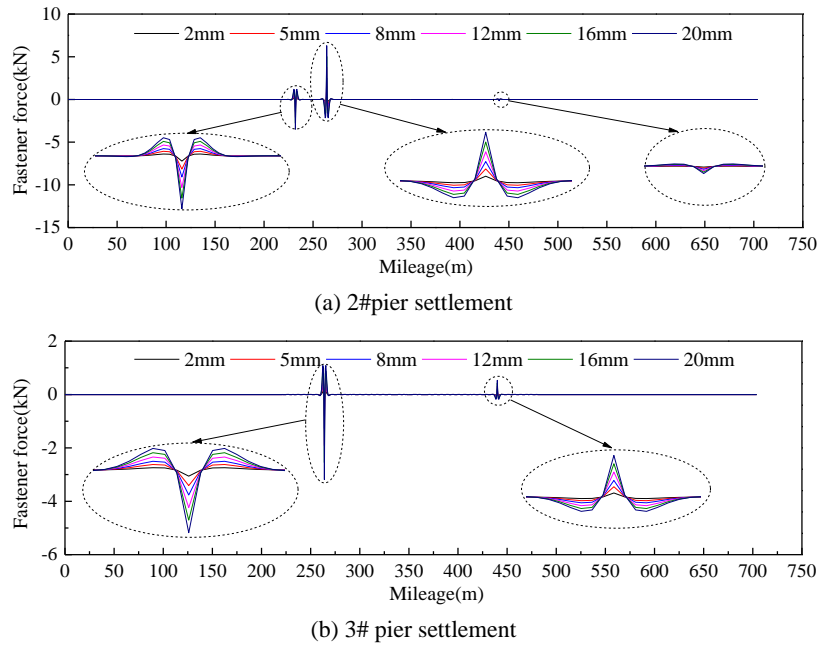 10
2mm 5mm 8mm 12mm 16mm 20mm
5
0
-5
-10
-15
Fastener force(kN)
0 50 100 150 200 250 300 350 400 450 500 550 600 650 700 750
Mileage(m)
(a) 2#pier settlement
2
2mm 5mm 8mm 12mm 16mm 20mm
0
-2
-4
-6
Fastener force(kN)
0 50 100 150 200 250 300 350 400 450 500 550 600 650 700 750
Mileage(m)
(b) 3# pier settlement